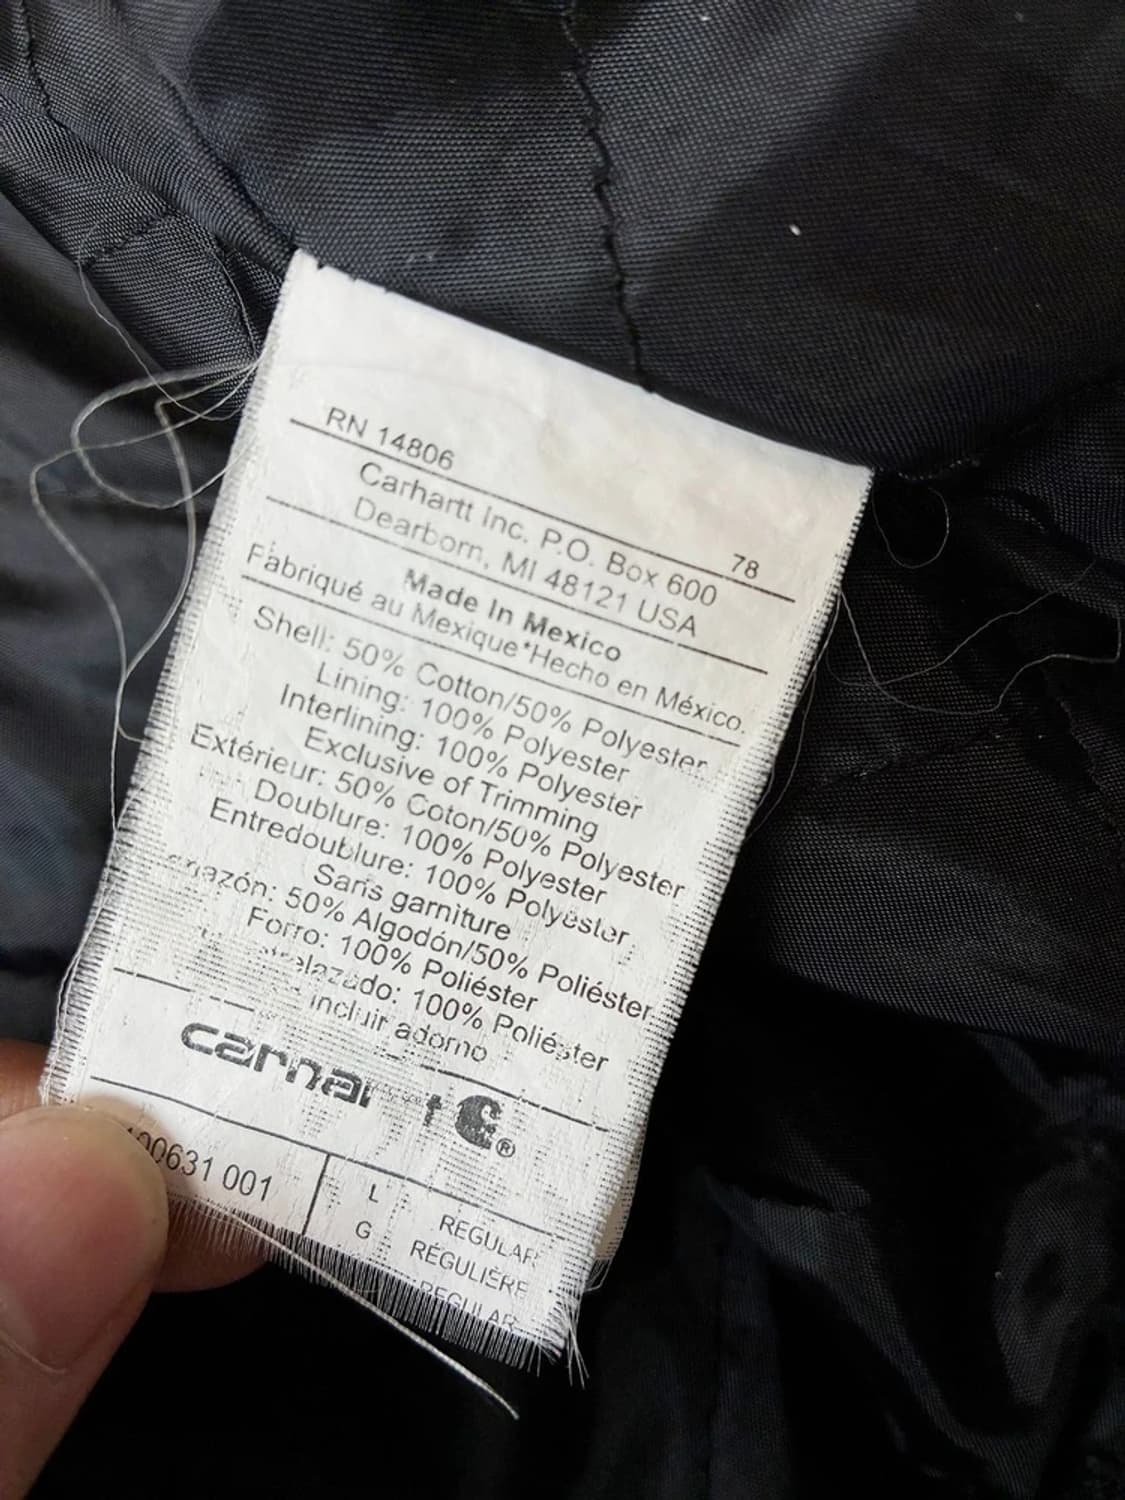 RN 14806 78
Carhartt Inc. P.O. Box 600
Dearborn, MI 48121 USA
Made In Mexico
Fabriqué au Mexique*Hecho en México
Shell: 50% Cotton/50% Polyester
Lining: 100% Polyester
Interlining: 100% Polyester
Exclusive of Trimming
Extérieur: 50% Coton/50% Polyester
Doublure: 100% Polyester
Entredoublure: 100% Polyester
Sans garniture
50% Algodón/50% Poliéster
Forro: 100% Poliéster
100% Poliéster
incluir adorno
carhartt ®
001
L REGULAR
G RÉGULIÈRE
REGULAR